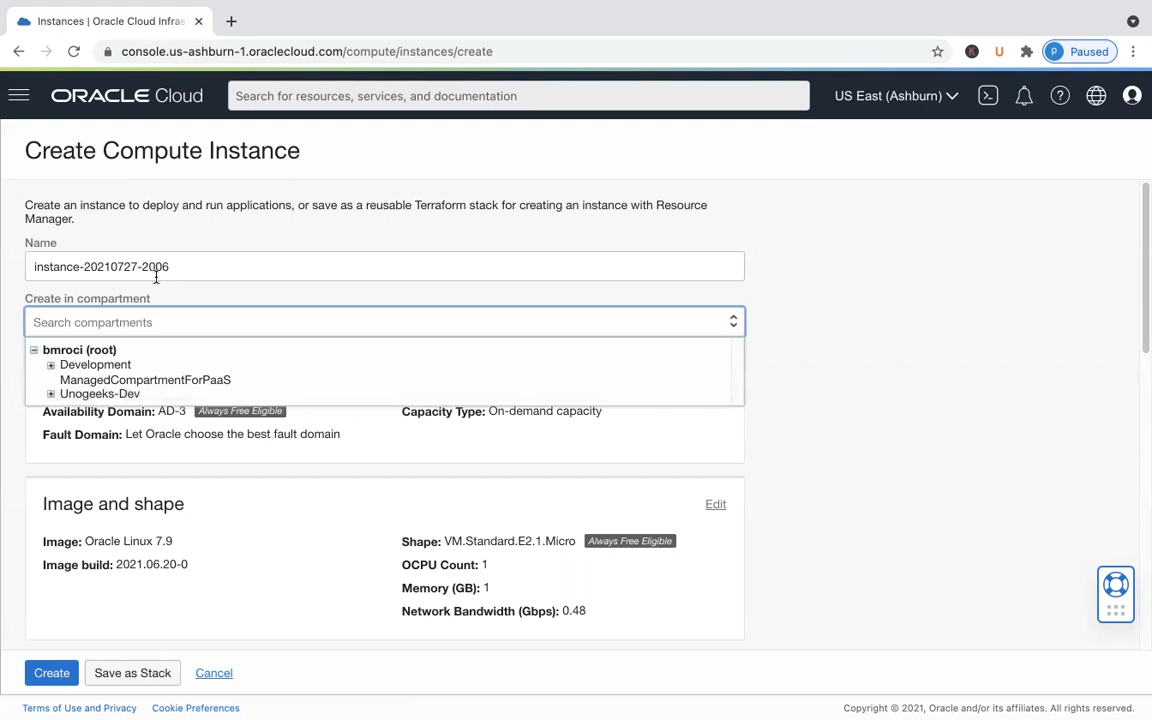 Instances | Oracle Cloud Infras
console.us-ashburn-1.oraclecloud.com/compute/instances/create
K
U
P Paused
ORACLE Cloud
Search for resources, services, and documentation
US East (Ashburn)
Create Compute Instance
Create an instance to deploy and run applications, or save as a reusable Terraform stack for creating an instance with Resource
Manager.
Name
instance-20210727-2006
Create in compartment
Search compartments
bmroci (root)
Development
ManagedCompartmentForPaaS
Unogeeks-Dev
Availability Domain: AD-3 Always Free Eligible
Capacity Type: On-demand capacity
Fault Domain: Let Oracle choose the best fault domain
Image and shape
Edit
Image: Oracle Linux 7.9
Image build: 2021.06.20-0
Shape: VM.Standard.E2.1.Micro Always Free Eligible
OCPU Count: 1
Memory (GB): 1
Network Bandwidth (Gbps): 0.48
Create
Save as Stack
Cancel
Terms of Use and Privacy
Cookie Preferences
Copyright © 2021, Oracle and/or its affiliates. All rights reserved.